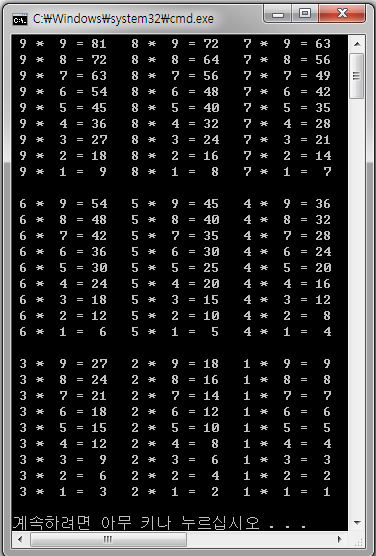 C:\Windows\system32\cmd.exe
9 *  9 = 81   8 *  9 = 72   7 *  9 = 63
9 *  8 = 72   8 *  8 = 64   7 *  8 = 56
9 *  7 = 63   8 *  7 = 56   7 *  7 = 49
9 *  6 = 54   8 *  6 = 48   7 *  6 = 42
9 *  5 = 45   8 *  5 = 40   7 *  5 = 35
9 *  4 = 36   8 *  4 = 32   7 *  4 = 28
9 *  3 = 27   8 *  3 = 24   7 *  3 = 21
9 *  2 = 18   8 *  2 = 16   7 *  2 = 14
9 *  1 =  9   8 *  1 =  8   7 *  1 =  7
6 *  9 = 54   5 *  9 = 45   4 *  9 = 36
6 *  8 = 48   5 *  8 = 40   4 *  8 = 32
6 *  7 = 42   5 *  7 = 35   4 *  7 = 28
6 *  6 = 36   5 *  6 = 30   4 *  6 = 24
6 *  5 = 30   5 *  5 = 25   4 *  5 = 20
6 *  4 = 24   5 *  4 = 20   4 *  4 = 16
6 *  3 = 18   5 *  3 = 15   4 *  3 = 12
6 *  2 = 12   5 *  2 = 10   4 *  2 =  8
6 *  1 =  6   5 *  1 =  5   4 *  1 =  4
3 *  9 = 27   2 *  9 = 18   1 *  9 =  9
3 *  8 = 24   2 *  8 = 16   1 *  8 =  8
3 *  7 = 21   2 *  7 = 14   1 *  7 =  7
3 *  6 = 18   2 *  6 = 12   1 *  6 =  6
3 *  5 = 15   2 *  5 = 10   1 *  5 =  5
3 *  4 = 12   2 *  4 =  8   1 *  4 =  4
3 *  3 =  9   2 *  3 =  6   1 *  3 =  3
3 *  2 =  6   2 *  2 =  4   1 *  2 =  2
3 *  1 =  3   2 *  1 =  2   1 *  1 =  1
계속하려면 아무 키나 누르십시오 . . .